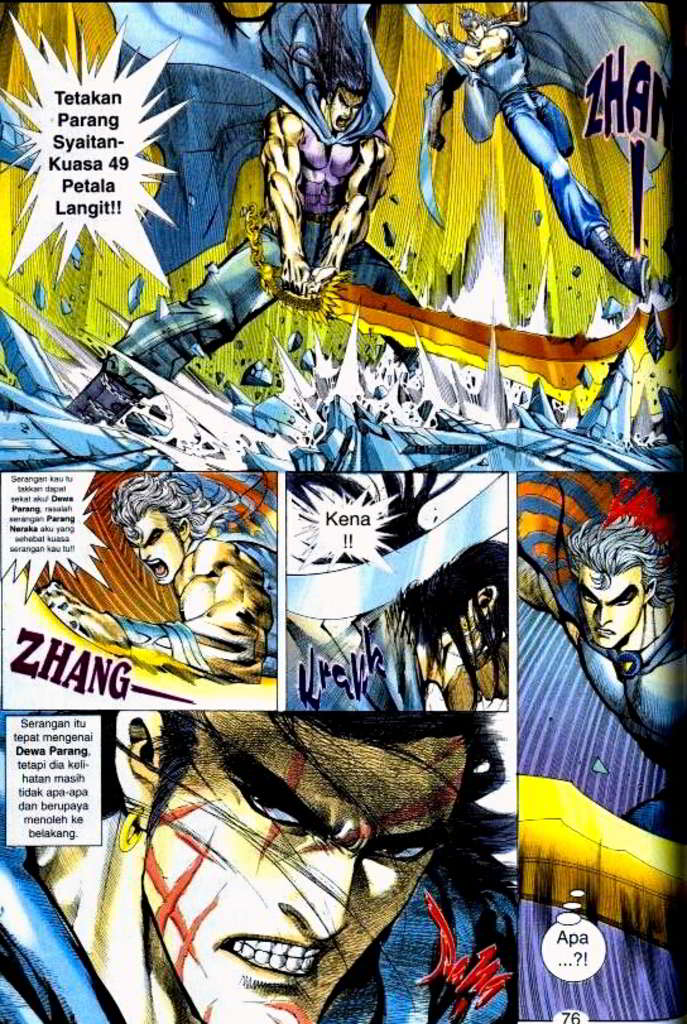 Tetakan
Parang
Syaitan-
Kuasa 49
Petala
Langit!!
ZHAN
Serangan kau tu
takkan dapat
sekat aku! Dewa
Parang, rasalah
serangan Parang
Neraka aku yang
sehebat kuasa
serangan kau tu!!
ZHANG
Kena
!!
Krark
Serangan itu
tepat mengenai
Dewa Parang,
tetapi dia keli-
hatan masih
tidak apa-apa
dan berupaya
menoleh ke
belakang.
Apa
...?!
76